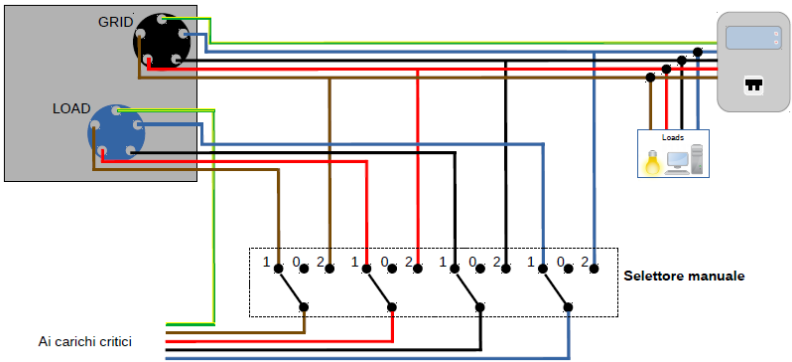 GRID
LOAD
Loads
1 0 2 1 0 2 1 0 2 1 0 2
Selettore manuale
Ai carichi critici